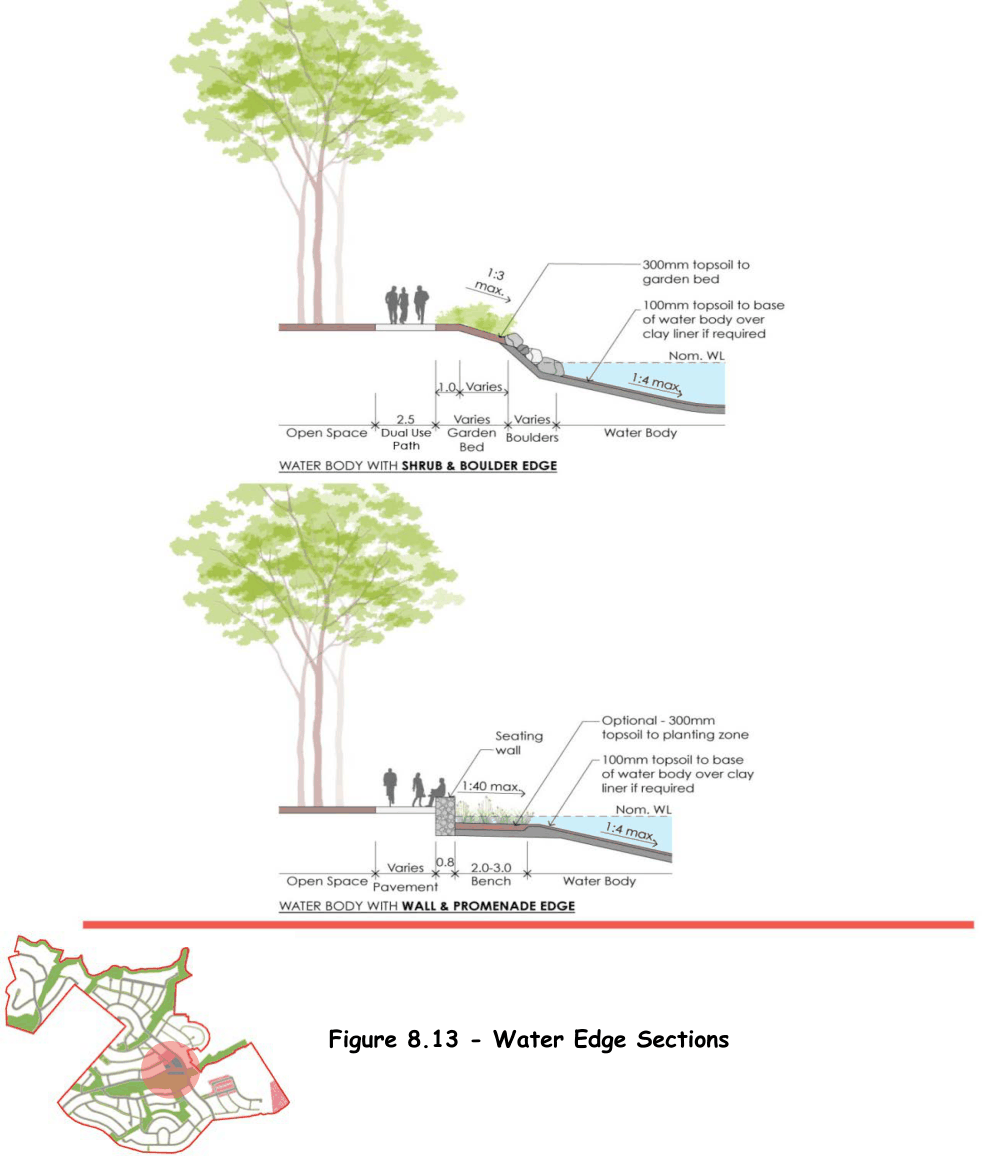 1:3
max.
300mm topsoil to
garden bed
100mm topsoil to base
of water body over
clay liner if required
Nom. WL
1:4 max.
1.0
Varies
2.5
Varies
Varies
Open Space
Dual Use
Path
Garden
Bed
Boulders
Water Body
WATER BODY WITH SHRUB & BOULDER EDGE
Seating
wall
Optional - 300mm
topsoil to planting zone
100mm topsoil to base
of water body over clay
liner if required
1:40 max.
Nom. WL
1:4 max.
Varies
0.8
2.0-3.0
Open Space
Pavement
Bench
Water Body
WATER BODY WITH WALL & PROMENADE EDGE
Figure 8.13 - Water Edge Sections